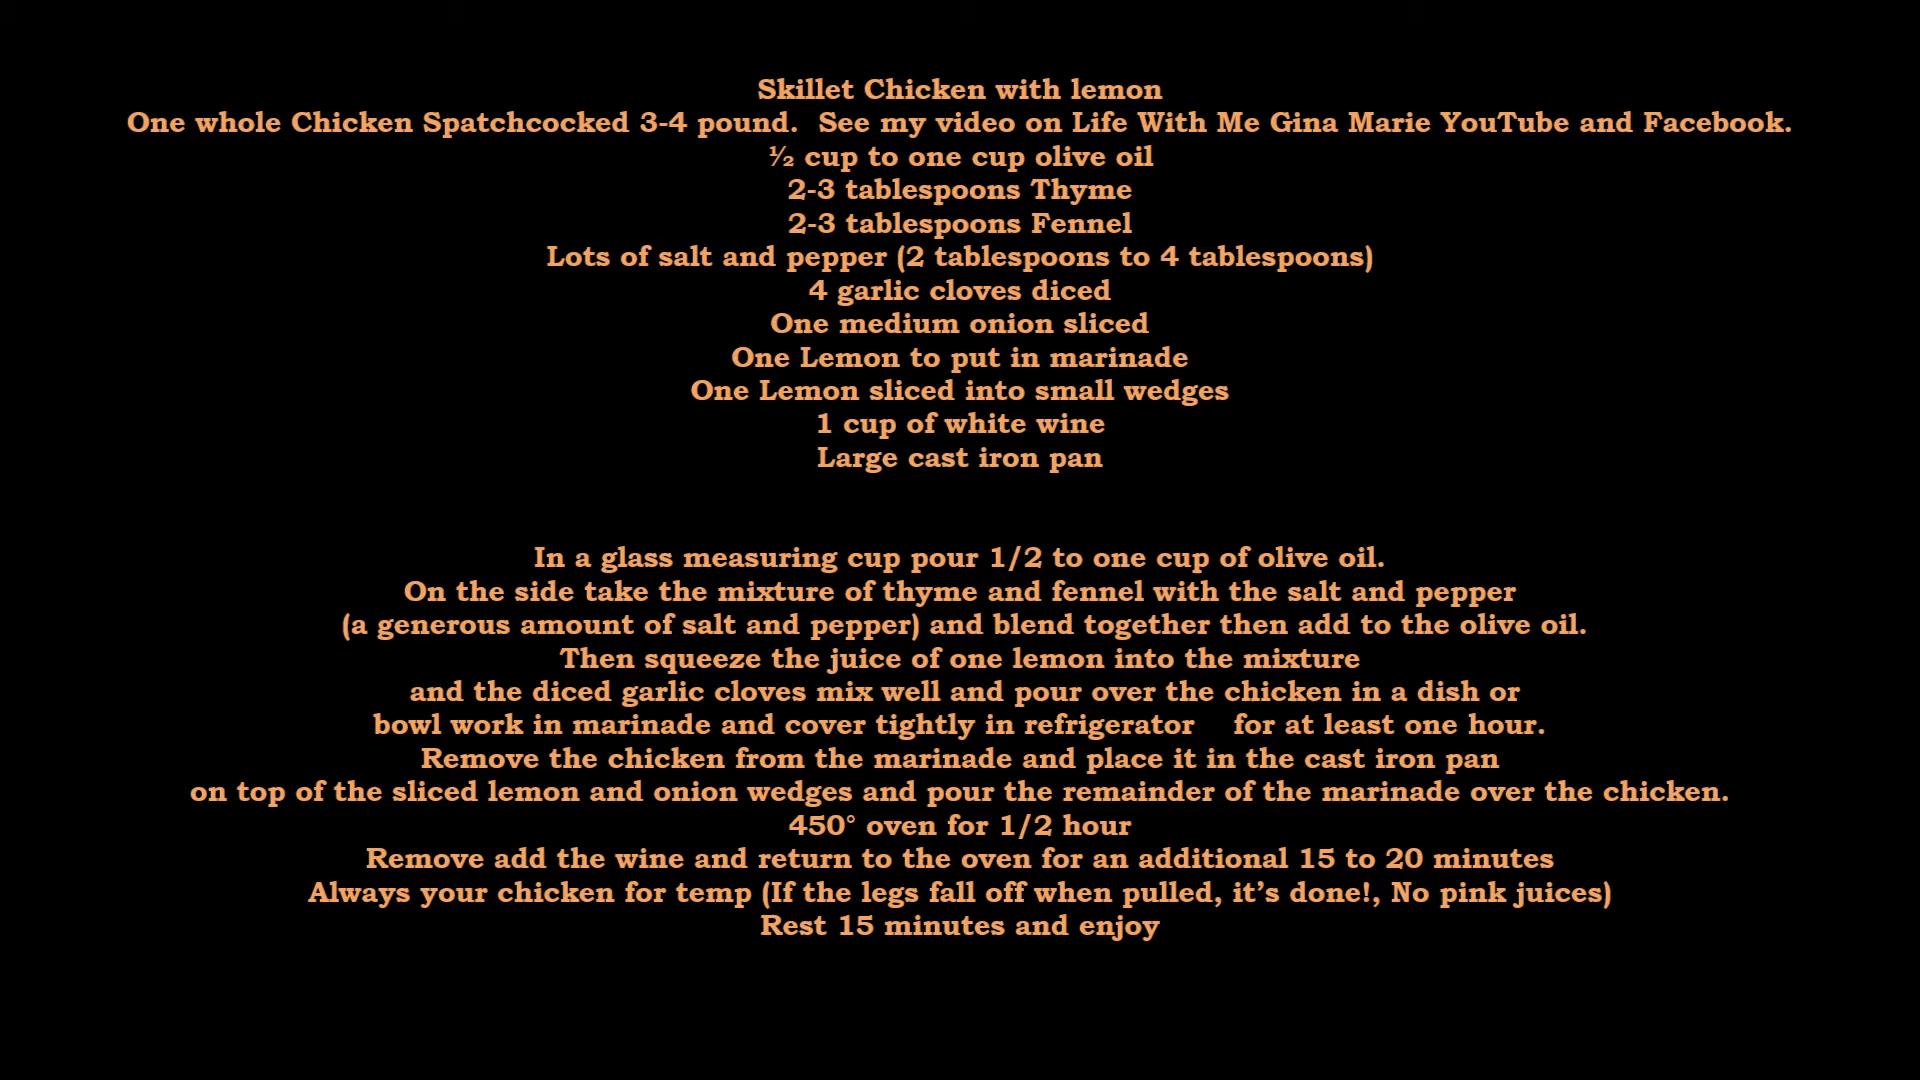 Skillet Chicken with lemon
One whole Chicken Spatchcocked 3-4 pound.  See my video on Life With Me Gina Marie YouTube and Facebook.
½ cup to one cup olive oil
2-3 tablespoons Thyme
2-3 tablespoons Fennel
Lots of salt and pepper (2 tablespoons to 4 tablespoons)
4 garlic cloves diced
One medium onion sliced
One Lemon to put in marinade
One Lemon sliced into small wedges
1 cup of white wine
Large cast iron pan
In a glass measuring cup pour 1/2 to one cup of olive oil.
On the side take the mixture of thyme and fennel with the salt and pepper
(a generous amount of salt and pepper) and blend together then add to the olive oil.
Then squeeze the juice of one lemon into the mixture
and the diced garlic cloves mix well and pour over the chicken in a dish or
bowl work in marinade and cover tightly in refrigerator    for at least one hour.
Remove the chicken from the marinade and place it in the cast iron pan
on top of the sliced lemon and onion wedges and pour the remainder of the marinade over the chicken.
450° oven for 1/2 hour
Remove add the wine and return to the oven for an additional 15 to 20 minutes
Always your chicken for temp (If the legs fall off when pulled, it’s done!, No pink juices)
Rest 15 minutes and enjoy